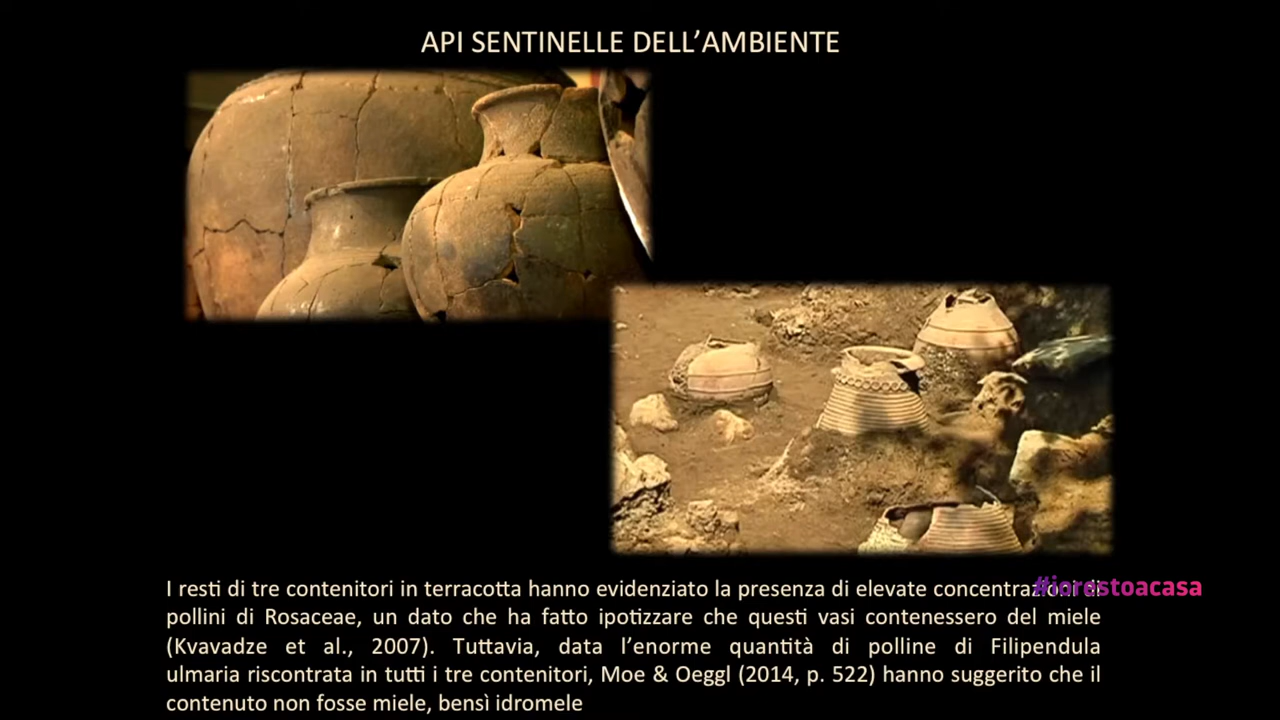 API SENTINELLE DELL’AMBIENTE
I resti di tre contenitori in terracotta hanno evidenziato la presenza di elevate concentrazioni di
#iorestoacasa
pollini di Rosaceae, un dato che ha fatto ipotizzare che questi vasi contenessero del miele
(Kvavadze et al., 2007). Tuttavia, data l’enorme quantità di polline di Filipendula
ulmaria riscontrata in tutti i tre contenitori, Moe & Oeggl (2014, p. 522) hanno suggerito che il
contenuto non fosse miele, bensì idromele